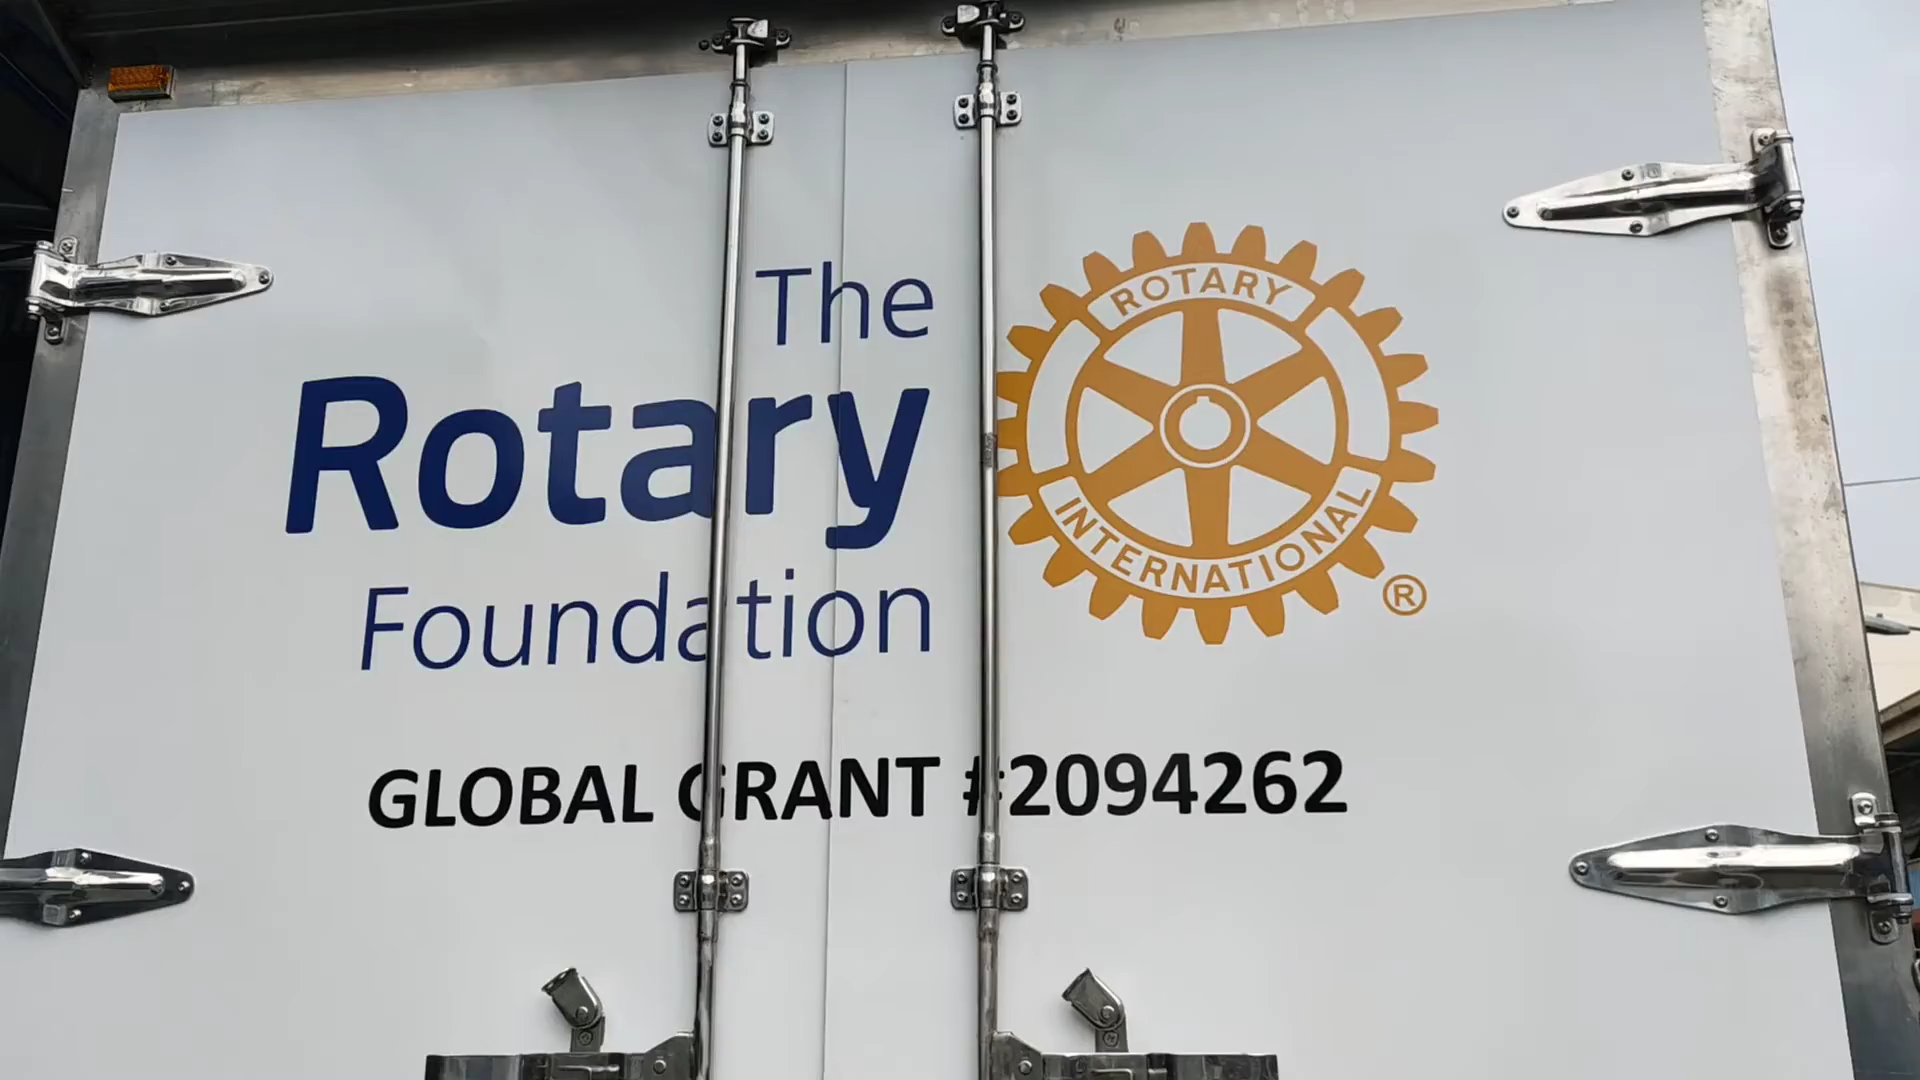 The
Rotary
Foundation
ROTARY
INTERNATIONAL
®
GLOBAL GRANT #2094262